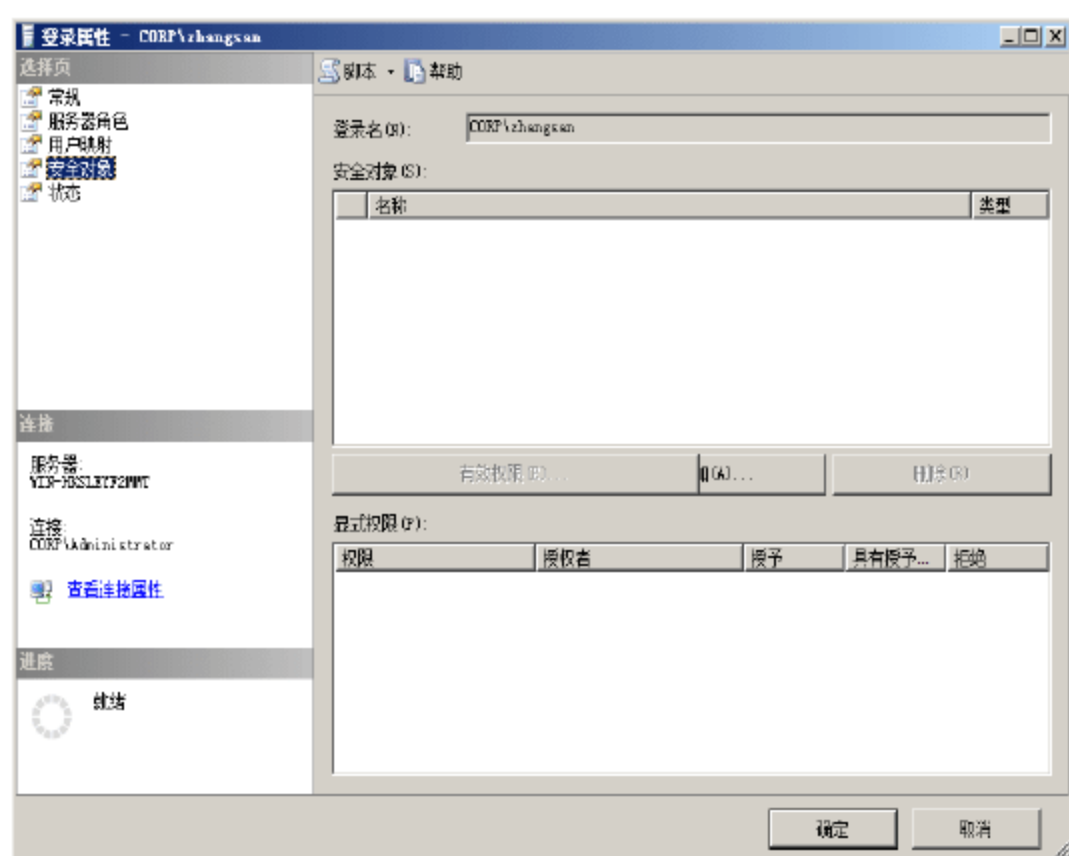 登录属性 - CORP\zhangsan
选择页
常规
服务器角色
用户映射
安全对象
状态
脚本 帮助
登录名(N): CORP\zhangsan
安全对象(S):
名称 类型
有效权限(E)... (A)... 删除(R)
显式权限(P):
权限 授权者 授予 具有授予... 拒绝
连接
服务器:
连接:
CORP\Administrator
查看连接属性
进度
就绪
确定 取消